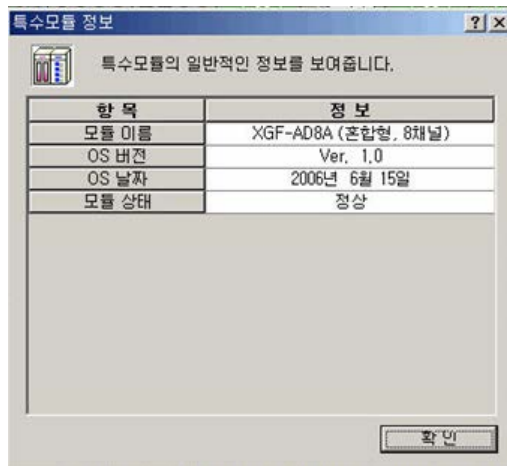 특수모듈 정보
특수모듈의 일반적인 정보를 보여줍니다.
항 목 정 보
모듈 이름 XGF-AD8A (혼합형, 8채널)
OS 버전 Ver. 1.0
OS 날짜 2006년 6월 15일
모듈 상태 정상
확 인